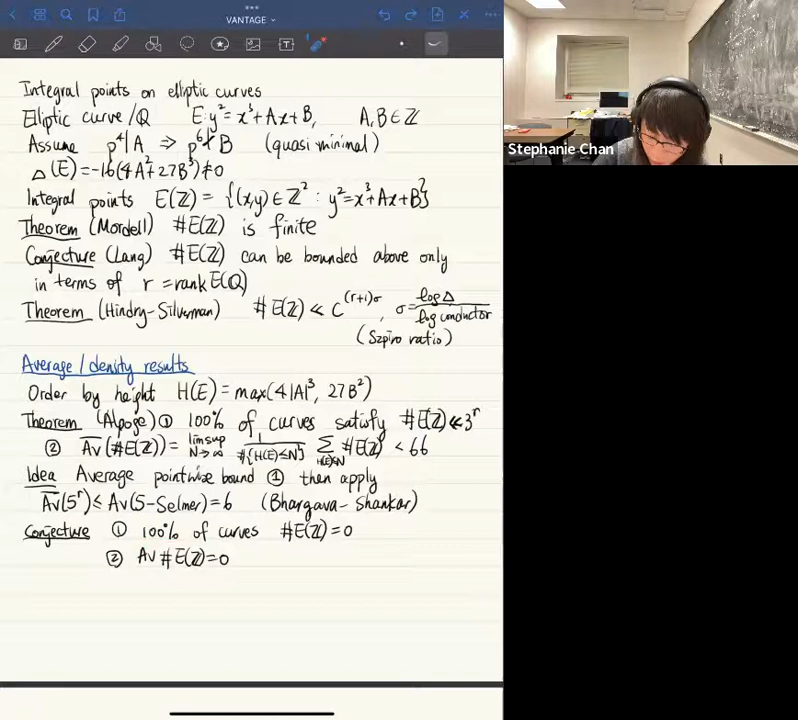 VANTAGE
Integral points on elliptic curves
Elliptic curve/ℚ E: y² = x³ + Ax + B, A, B ∈ ℤ
Assume p⁴ | A ⇒ p⁶ ∤ B (quasi minimal)
Δ(E) = -16(4A³ + 27B²) ≠ 0
Integral points E(ℤ) = {(x,y) ∈ ℤ² : y² = x³ + Ax + B}
Theorem (Mordell) #E(ℤ) is finite
Conjecture (Lang) #E(ℤ) can be bounded above only
in terms of r = rank E(ℚ)
Theorem (Hindry-Silverman) #E(ℤ) ≪ C^{(r+1)σ}, σ = log Δ / log conductor
(Szpiro ratio)
Average / density results
Order by height H(E) = max(4|A|³, 27B²)
Theorem (Alpoge) ① 100% of curves satisfy #E(ℤ) ≪ 3^r
② A̅v̅(#E(ℤ)) = limsup_{N→∞} 1/#{H(E)≤N} Σ_{H(E)≤N} #E(ℤ) < 66
Idea Average pointwise bound ① then apply
A̅v̅(5^r) ≤ Av(5-Selmer) = 6 (Bhargava-Shankar)
Conjecture ① 100% of curves #E(ℤ) = 0
② Av #E(ℤ) = 0
Stephanie Chan